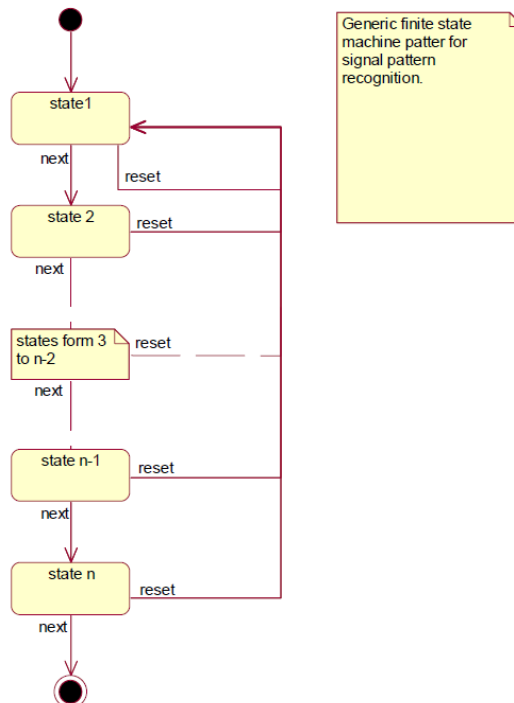 Generic finite state
machine patter for
signal pattern
recognition.
state1
next
reset
state 2
reset
next
states form 3
to n-2
reset
next
state n-1
reset
next
state n
reset
next